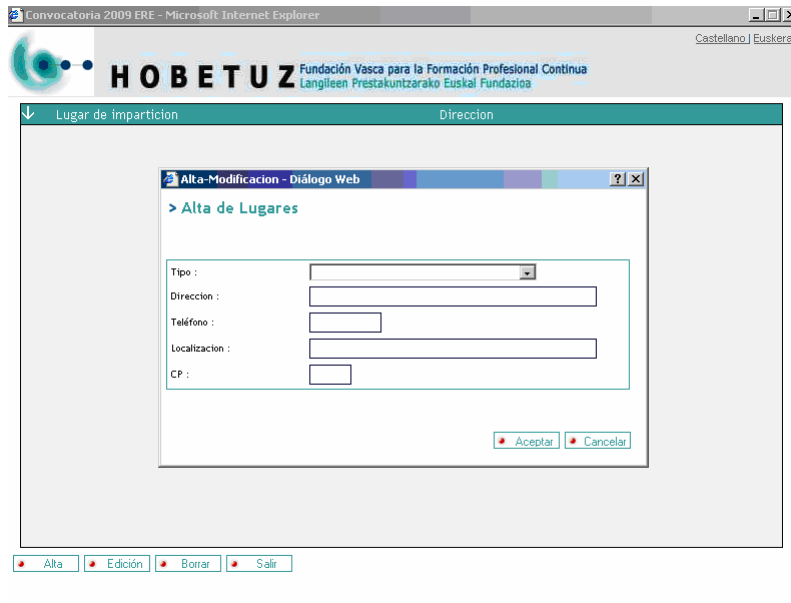 Convocatoria 2009 ERE - Microsoft Internet Explorer
Castellano | Euskera
HOBETUZ
Fundación Vasca para la Formación Profesional Continua
Langileen Prestakuntzarako Euskal Fundazioa
Lugar de imparticion Direccion
Alta-Modificacion - Diálogo Web
> Alta de Lugares
Tipo :
Direccion :
Teléfono :
Localizacion :
CP :
Aceptar Cancelar
Alta Edición Borrar Salir